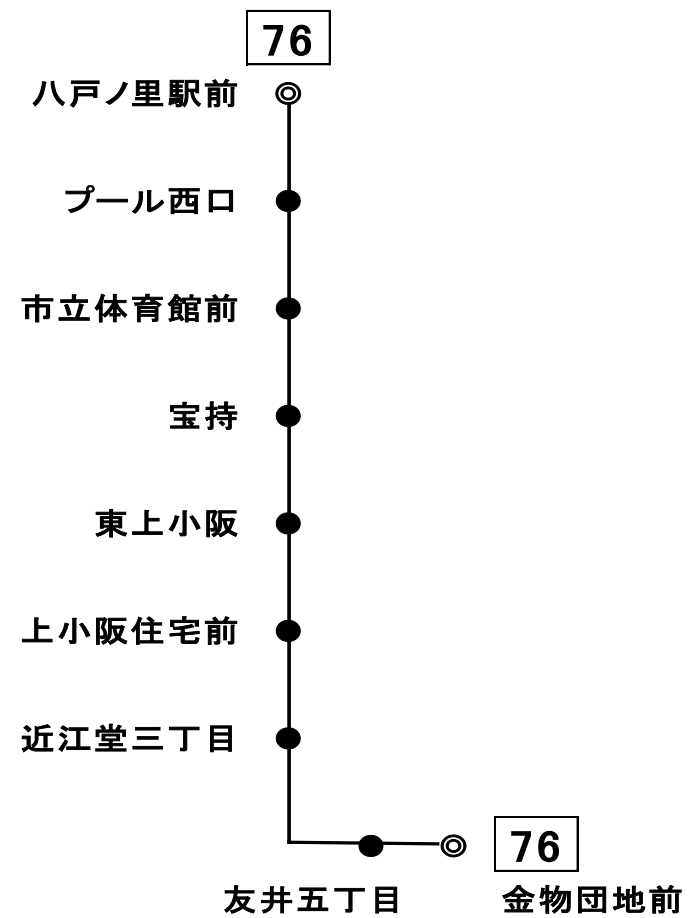 76
八戸ノ里駅前
プール西口
市立体育館前
宝持
東上小阪
上小阪住宅前
近江堂三丁目
76
友井五丁目
金物団地前